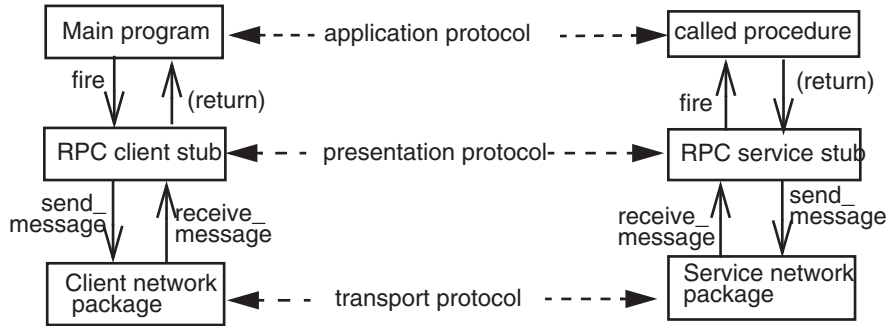 Main program
application protocol
called procedure
fire
(return)
fire
(return)
RPC client stub
presentation protocol
RPC service stub
send_
message
receive_
message
receive_
message
send_
message
Client network
package
transport protocol
Service network
package